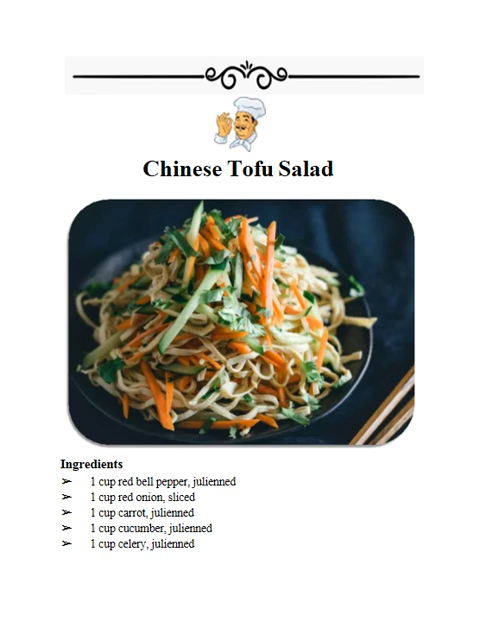 Chinese Tofu Salad
Ingredients
➢ 1 cup red bell pepper, julienned
➢ 1 cup red onion, sliced
➢ 1 cup carrot, julienned
➢ 1 cup cucumber, julienned
➢ 1 cup celery, julienned